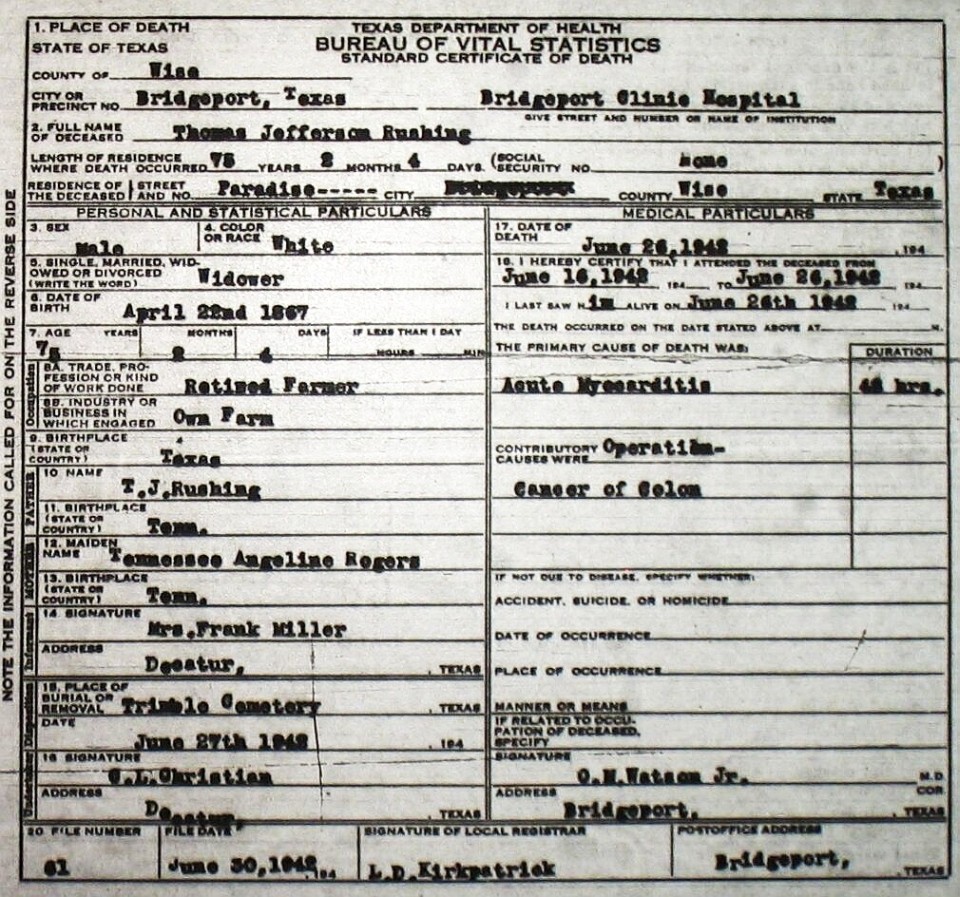 1. PLACE OF DEATH
STATE OF TEXAS
TEXAS DEPARTMENT OF HEALTH
BUREAU OF VITAL STATISTICS
STANDARD CERTIFICATE OF DEATH
COUNTY OF Wise
CITY OR PRECINCT NO. Bridgeport, Texas Bridgeport Clinic Hospital
GIVE STREET AND NUMBER OR NAME OF INSTITUTION
2. FULL NAME OF DECEASED Thomas Jefferson Rushing
LENGTH OF RESIDENCE WHERE DEATH OCCURRED 75 YEARS 2 MONTHS 4 DAYS (SOCIAL SECURITY NO. None )
RESIDENCE OF THE DECEASED STREET AND NO. Paradise----- CITY COUNTY Wise STATE Texas
PERSONAL AND STATISTICAL PARTICULARS
3. SEX Male
4. COLOR OR RACE White
5. SINGLE, MARRIED, WIDOWED OR DIVORCED (WRITE THE WORD) Widower
6. DATE OF BIRTH April 22nd 1867
7. AGE YEARS MONTHS DAYS IF LESS THAN 1 DAY
75 2 4 HOURS MIN
Occupation
8A. TRADE, PROFESSION OR KIND OF WORK DONE Retired Farmer
8B. INDUSTRY OR BUSINESS IN WHICH ENGAGED Own Farm
9. BIRTHPLACE (STATE OR COUNTRY) Texas
FATHER
10 NAME T.J.Rushing
11. BIRTHPLACE (STATE OR COUNTRY) Tenn.
MOTHER
12. MAIDEN NAME Tennessee Angeline Rogers
13. BIRTHPLACE (STATE OR COUNTRY) Tenn.
Informant
14 SIGNATURE Mrs.Frank Miller
ADDRESS Decatur, , TEXAS
Disposition
15. PLACE OF BURIAL OR REMOVAL Trimble Cemetery , TEXAS
DATE June 27th 1942 , 194
Undertaker
16 SIGNATURE C.L.Christian
ADDRESS Decatur, , TEXAS
MEDICAL PARTICULARS
17. DATE OF DEATH June 26,1942 , 194
18. I HEREBY CERTIFY THAT I ATTENDED THE DECEASED FROM
June 16,1942 194 TO June 26,1942 , 194
I LAST SAW him ALIVE ON June 26th 1942 194
THE DEATH OCCURRED ON THE DATE STATED ABOVE AT M.
THE PRIMARY CAUSE OF DEATH WAS: DURATION
Acute Myocarditis 48 hrs.
CONTRIBUTORY CAUSES WERE Operation-
Cancer of Colon
IF NOT DUE TO DISEASE, SPECIFY WHETHER:
ACCIDENT, SUICIDE, OR HOMICIDE
DATE OF OCCURRENCE
PLACE OF OCCURRENCE
MANNER OR MEANS
IF RELATED TO OCCUPATION OF DECEASED, SPECIFY
SIGNATURE O.M.Watson Jr. M.D. COR.
ADDRESS Bridgeport, , TEXAS
20. FILE NUMBER 61
FILE DATE June 30,1942 , 194
SIGNATURE OF LOCAL REGISTRAR L.D.Kirkpatrick
POSTOFFICE ADDRESS Bridgeport, , TEXAS
NOTE THE INFORMATION CALLED FOR ON THE REVERSE SIDE